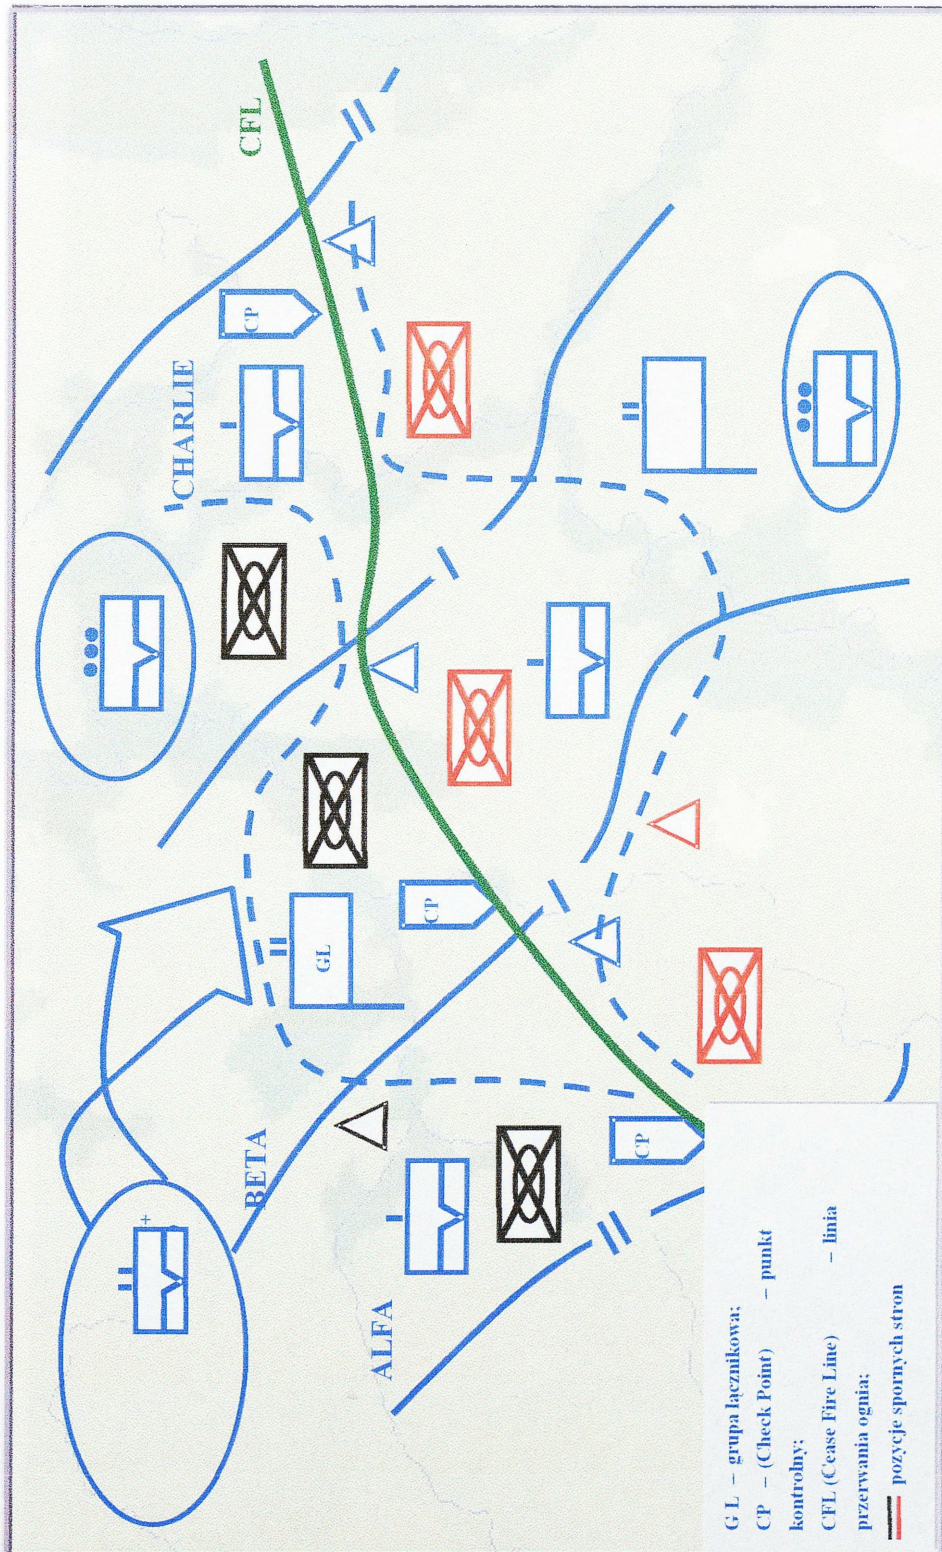 CFL
CHARLIE
CP
CP
GL
BETA
CP
ALFA
+
GL – grupa łącznikowa;
CP – (Check Point) – punkt
kontrolny;
CFL (Cease Fire Line) – linia
przerwania ognia;
pozycje spornych stron